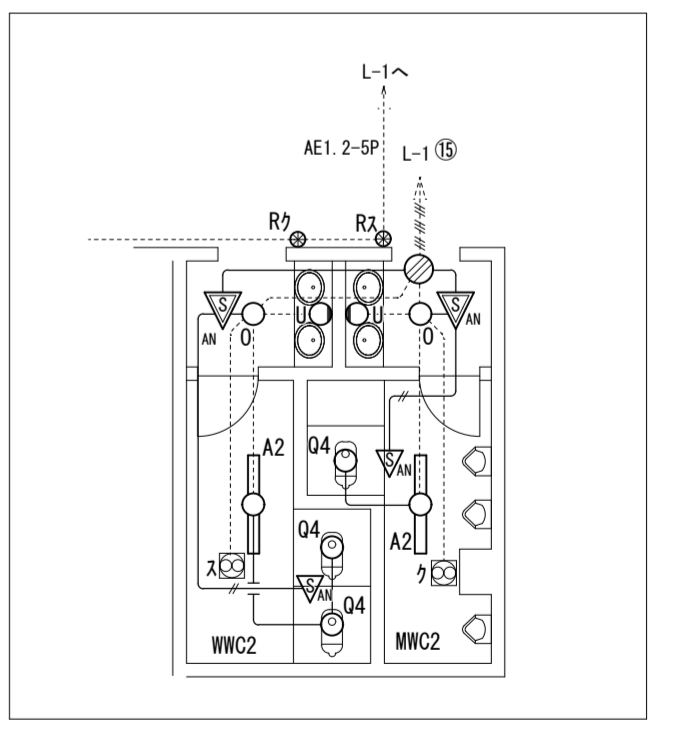 L-1へ
AE1.2-5P
L-1 ⑮
Rク
Rス
S
AN
O
U
U
O
S
AN
A2
Q4
S
AN
Q4
A2
ス
S
AN
ク
Q4
WWC2
MWC2